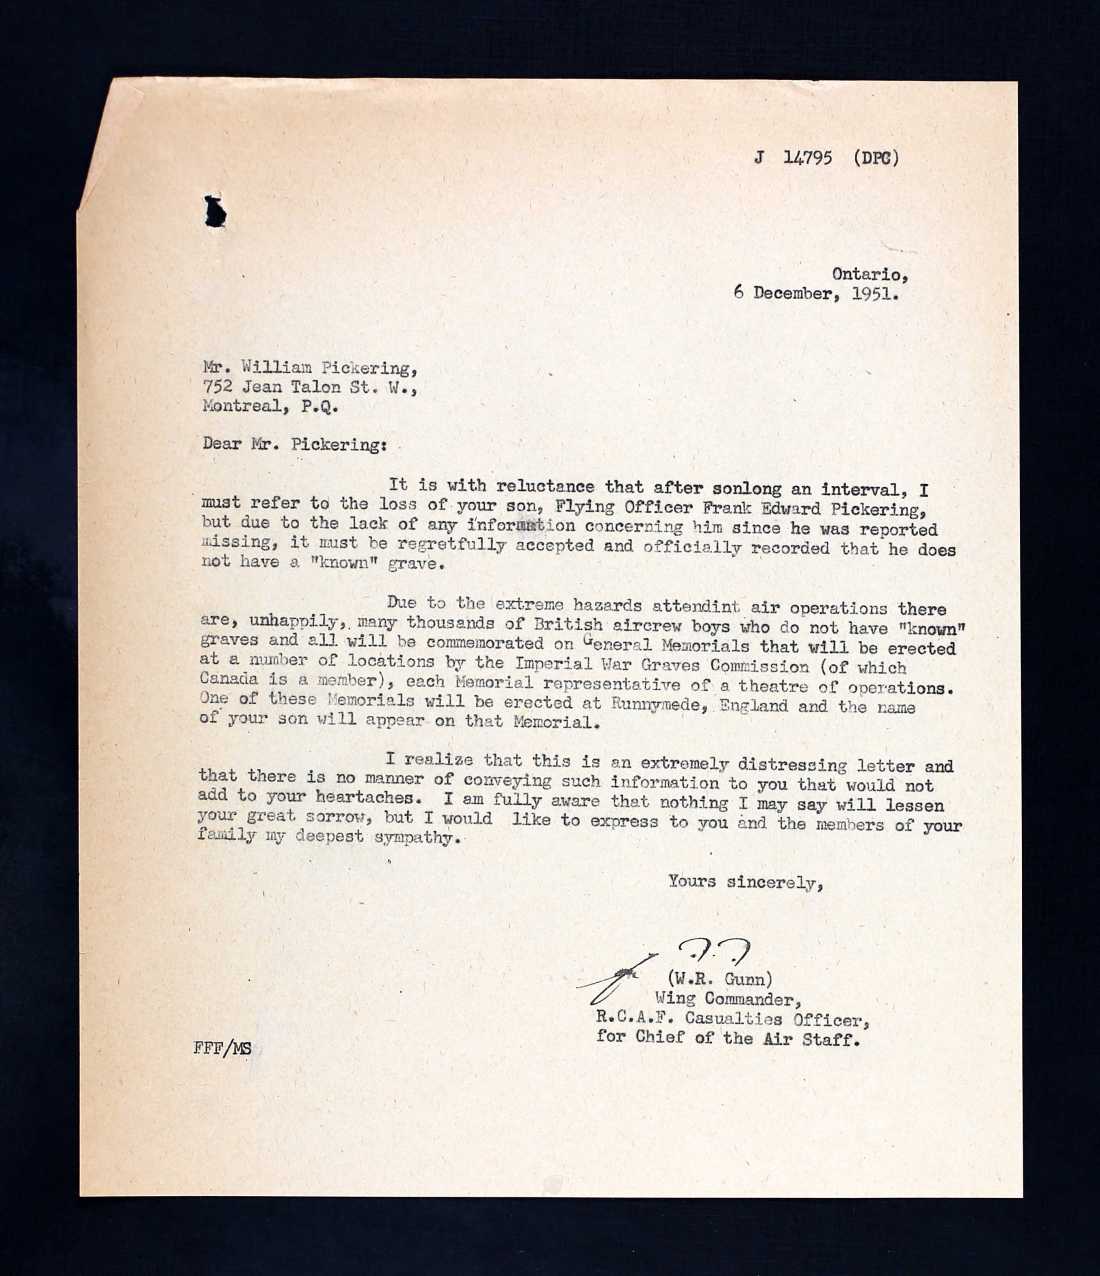 J 14795 (DPC)
Ontario,
6 December, 1951.
Mr. William Pickering,
752 Jean Talon St. W.,
Montreal, P.Q.
Dear Mr. Pickering:
It is with reluctance that after sonlong an interval, I
must refer to the loss of your son, Flying Officer Frank Edward Pickering,
but due to the lack of any information concerning him since he was reported
missing, it must be regretfully accepted and officially recorded that he does
not have a "known" grave.
Due to the extreme hazards attendint air operations there
are, unhappily, many thousands of British aircrew boys who do not have "known"
graves and all will be commemorated on General Memorials that will be erected
at a number of locations by the Imperial War Graves Commission (of which
Canada is a member), each Memorial representative of a theatre of operations.
One of these Memorials will be erected at Runnymede, England and the name
of your son will appear on that Memorial.
I realize that this is an extremely distressing letter and
that there is no manner of conveying such information to you that would not
add to your heartaches. I am fully aware that nothing I may say will lessen
your great sorrow, but I would like to express to you and the members of your
family my deepest sympathy.
Yours sincerely,
(W.R. Gunn)
Wing Commander,
R.C.A.F. Casualties Officer,
for Chief of the Air Staff.
FFF/MS